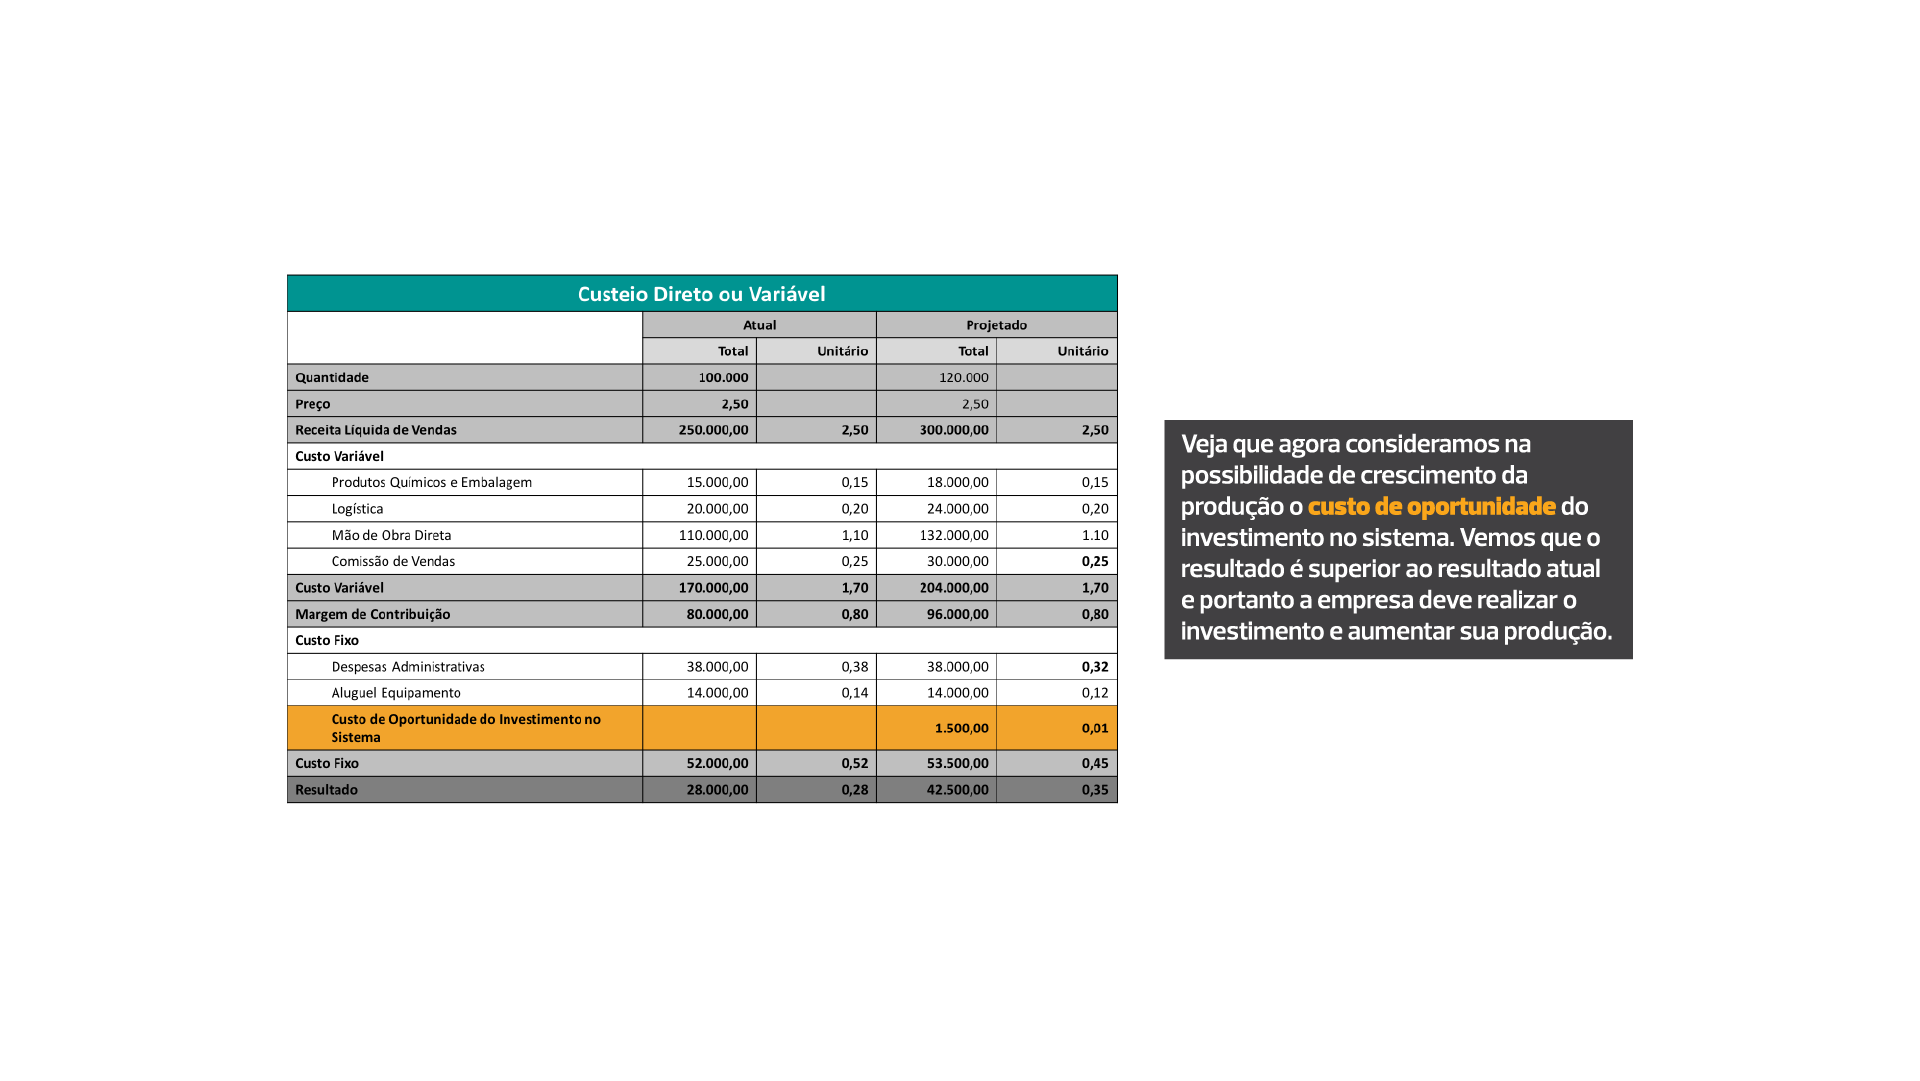 Custeio Direto ou Variável
Atual Projetado
Total Unitário Total Unitário
Quantidade 100.000 120.000
Preço 2,50 2,50
Receita Líquida de Vendas 250.000,00 2,50 300.000,00 2,50
Custo Variável
Produtos Químicos e Embalagem 15.000,00 0,15 18.000,00 0,15
Logística 20.000,00 0,20 24.000,00 0,20
Mão de Obra Direta 110.000,00 1,10 132.000,00 1.10
Comissão de Vendas 25.000,00 0,25 30.000,00 0,25
Custo Variável 170.000,00 1,70 204.000,00 1,70
Margem de Contribuição 80.000,00 0,80 96.000,00 0,80
Custo Fixo
Despesas Administrativas 38.000,00 0,38 38.000,00 0,32
Aluguel Equipamento 14.000,00 0,14 14.000,00 0,12
Custo de Oportunidade do Investimento no
Sistema 1.500,00 0,01
Custo Fixo 52.000,00 0,52 53.500,00 0,45
Resultado 28.000,00 0,28 42.500,00 0,35
Veja que agora consideramos na
possibilidade de crescimento da
produção o custo de oportunidade do
investimento no sistema. Vemos que o
resultado é superior ao resultado atual
e portanto a empresa deve realizar o
investimento e aumentar sua produção.